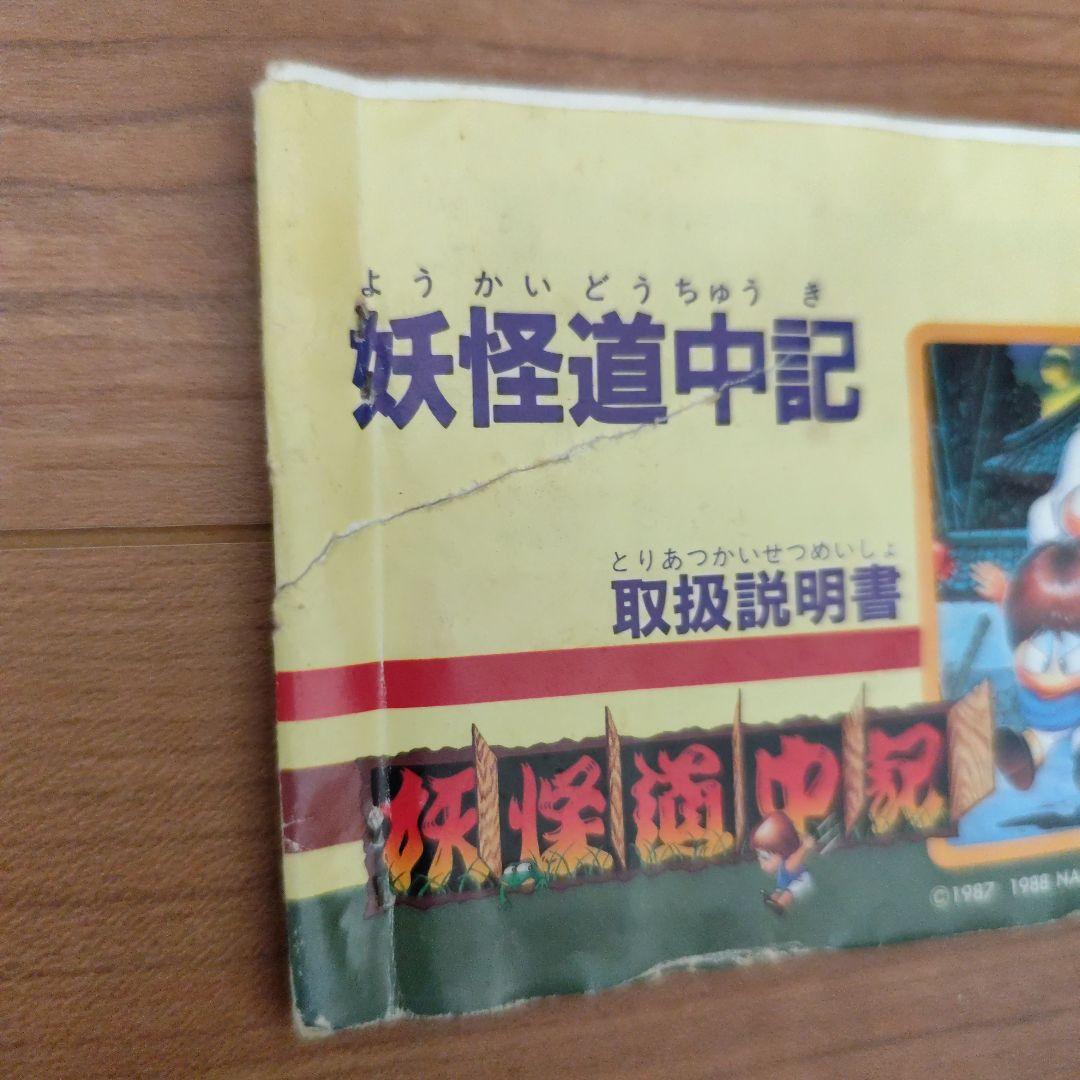 ようかいどうちゅうき
妖怪道中記
とりあつかいせつめいしょ
取扱説明書
妖怪道中記
©1987 1988 NA